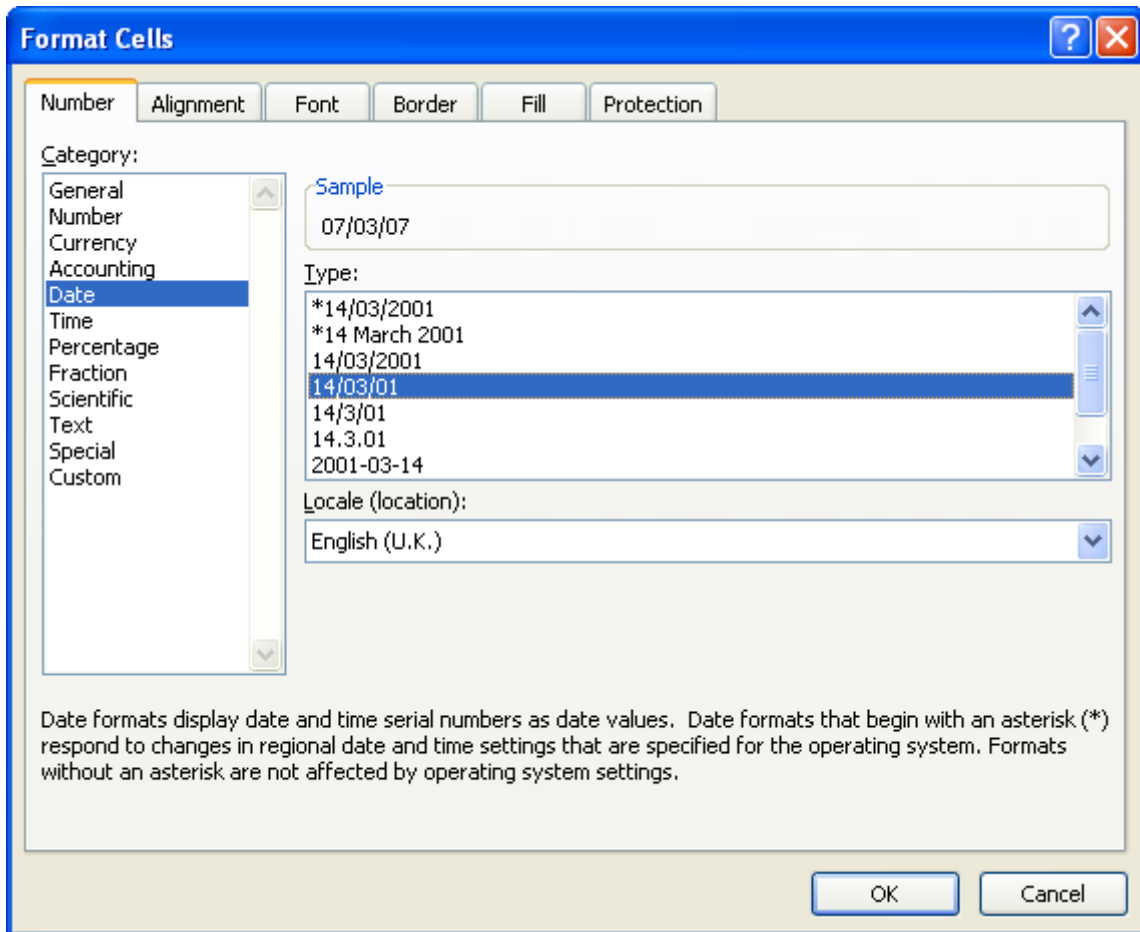 Format Cells
?
Number Alignment Font Border Fill Protection
Category:
General
Number
Currency
Accounting
Date
Time
Percentage
Fraction
Scientific
Text
Special
Custom
Sample
07/03/07
Type:
*14/03/2001
*14 March 2001
14/03/2001
14/03/01
14/3/01
14.3.01
2001-03-14
Locale (location):
English (U.K.)
Date formats display date and time serial numbers as date values.  Date formats that begin with an asterisk (*)
respond to changes in regional date and time settings that are specified for the operating system. Formats
without an asterisk are not affected by operating system settings.
OK Cancel